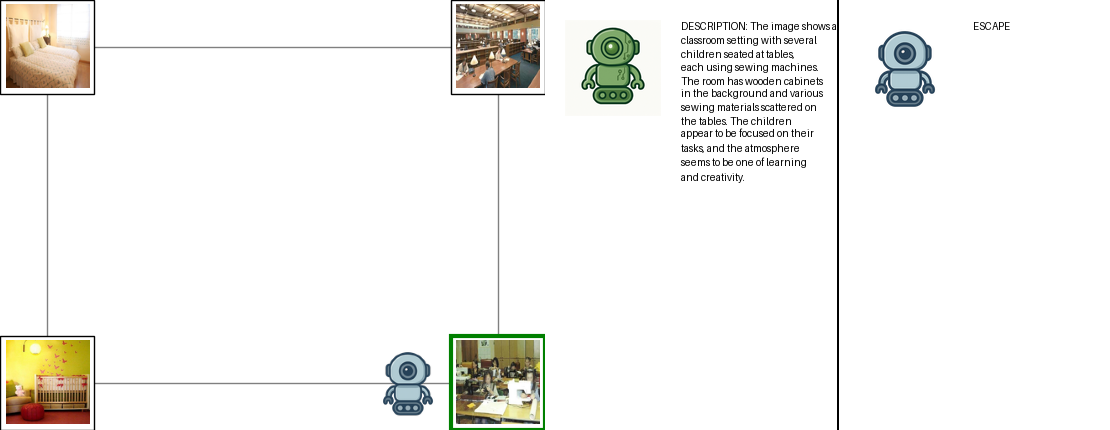 DESCRIPTION: The image shows a
classroom setting with several
children seated at tables,
each using sewing machines.
The room has wooden cabinets
in the background and various
sewing materials scattered on
the tables. The children
appear to be focused on their
tasks, and the atmosphere
seems to be one of learning
and creativity.
ESCAPE